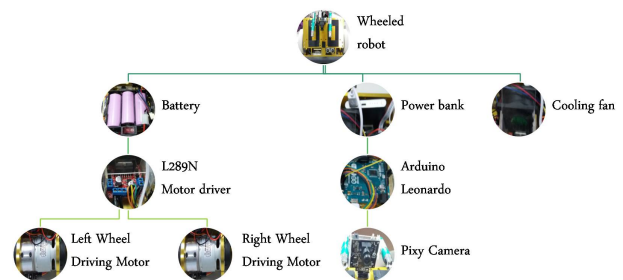 Wheeled
robot
Battery
Power bank
Cooling fan
L289N
Motor driver
Arduino
Leonardo
Left Wheel
Driving Motor
Right Wheel
Driving Motor
Pixy Camera